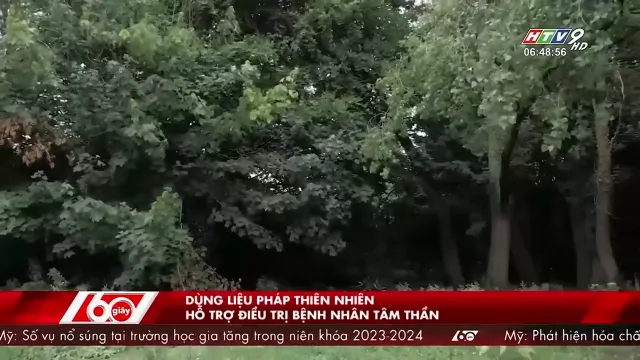 HTV9 HD
06:48:56
60 giây
DÙNG LIỆU PHÁP THIÊN NHIÊN
HỖ TRỢ ĐIỀU TRỊ BỆNH NHÂN TÂM THẦN
Mỹ: Số vụ nổ súng tại trường học gia tăng trong niên khóa 2023-2024 60 Mỹ: Phát hiện hóa chấ